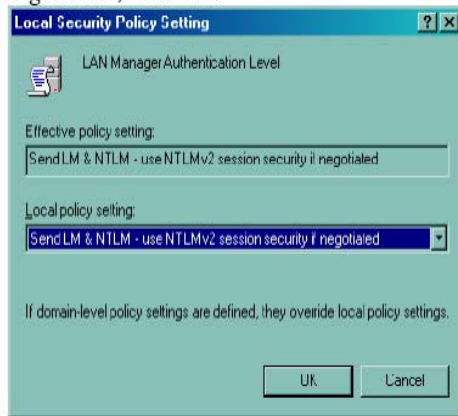 Local Security Policy Setting
LAN Manager Authentication Level
Effective policy setting:
Send LM & NTLM - use NTLMv2 session security if negotiated
Local policy setting:
Send LM & NTLM - use NTLMv2 session security if negotiated
If domain-level policy settings are defined, they override local policy settings.
OK Cancel